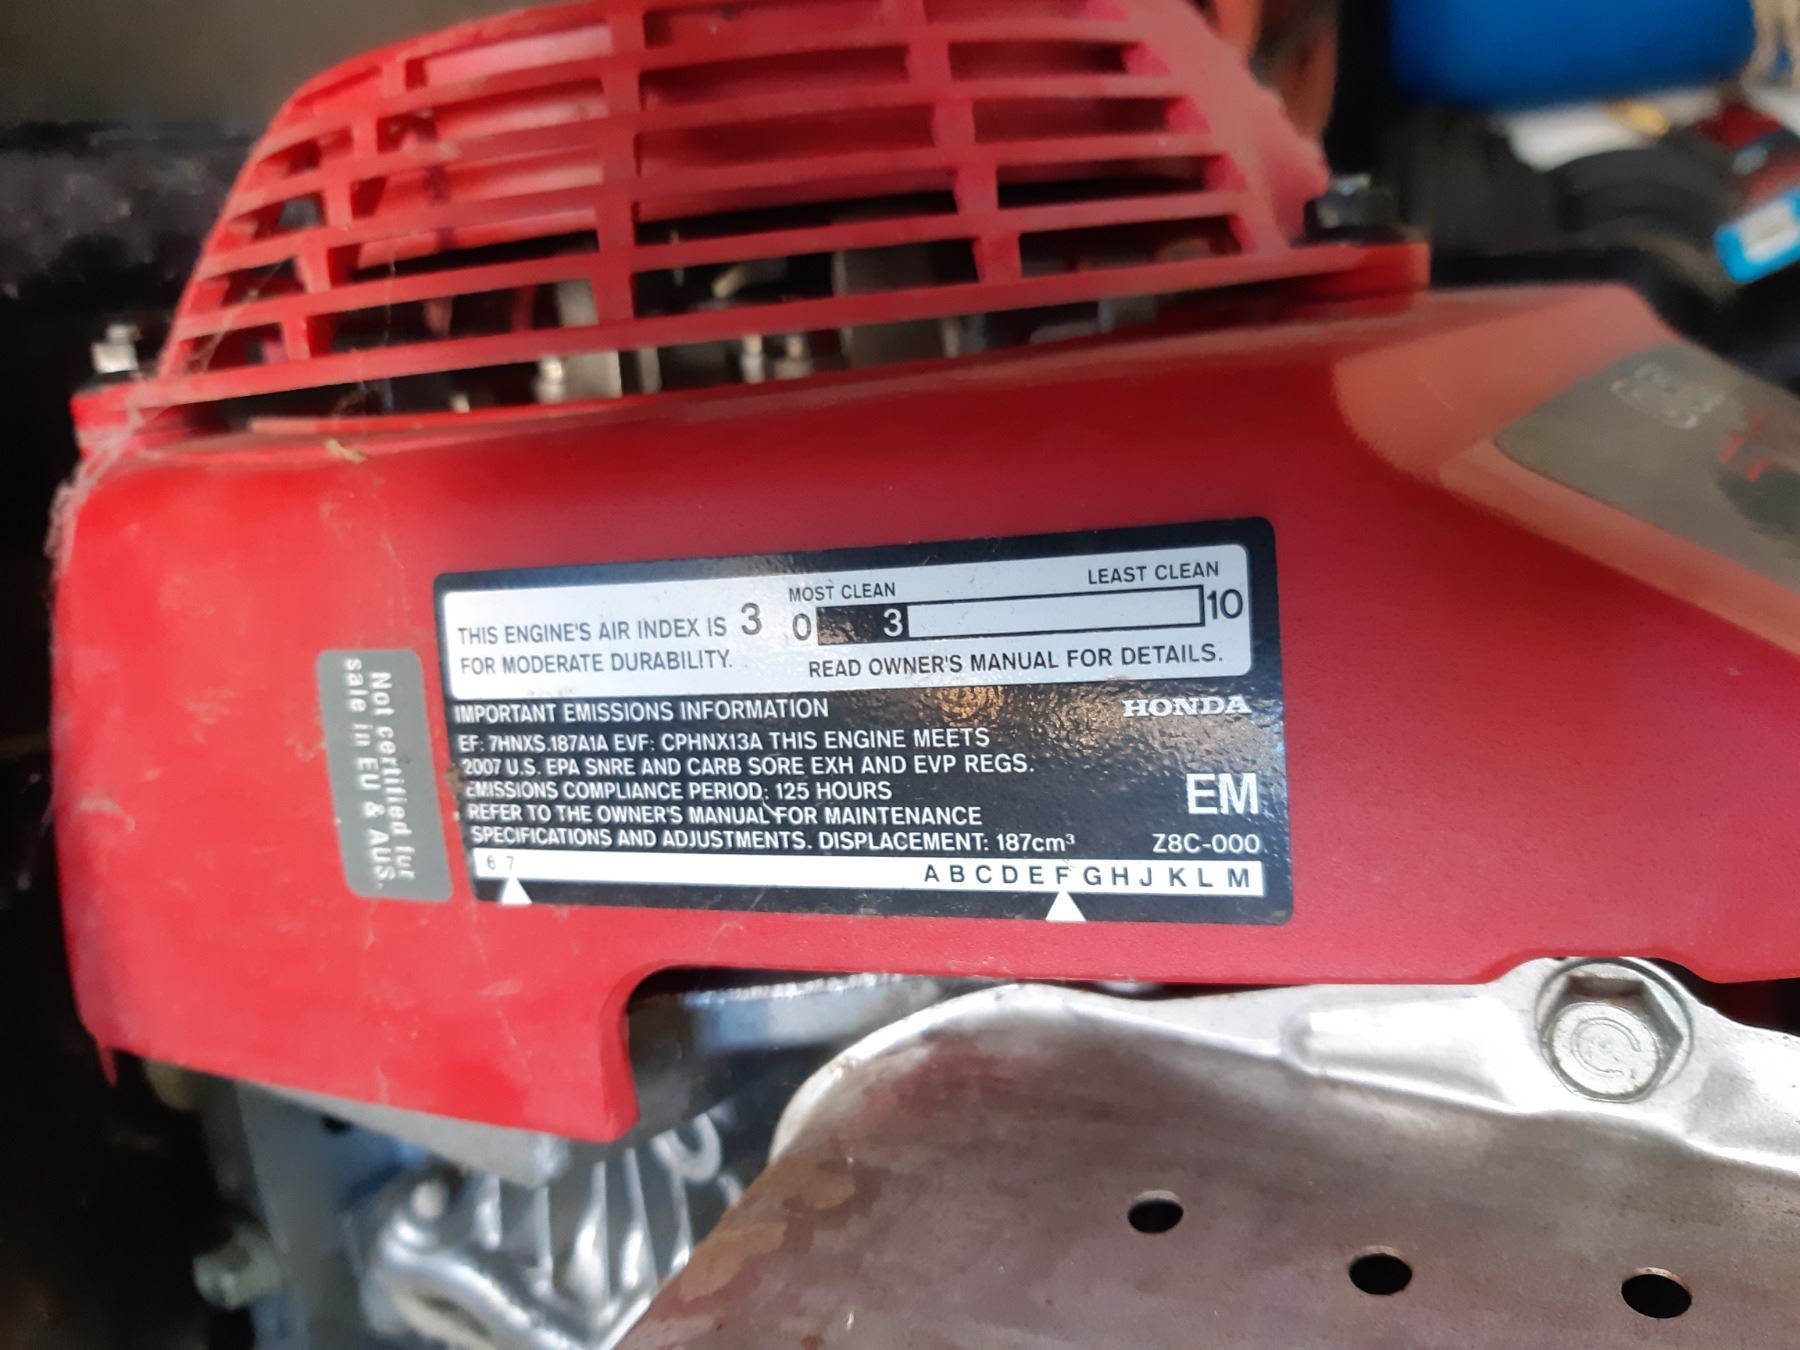 THIS ENGINE'S AIR INDEX IS 3
FOR MODERATE DURABILITY.
MOST CLEAN
LEAST CLEAN
0 3 10
READ OWNER'S MANUAL FOR DETAILS.
IMPORTANT EMISSIONS INFORMATION
HONDA
EF: 7HNXS.187A1A EVF: CPHNX13A THIS ENGINE MEETS
2007 U.S. EPA SNRE AND CARB SORE EXH AND EVP REGS.
EMISSIONS COMPLIANCE PERIOD: 125 HOURS
REFER TO THE OWNER'S MANUAL FOR MAINTENANCE
SPECIFICATIONS AND ADJUSTMENTS. DISPLACEMENT: 187cm³
EM
Z8C-000
6 7
A B C D E F G H J K L M
Not certified for
sale in EU & AUS.
C